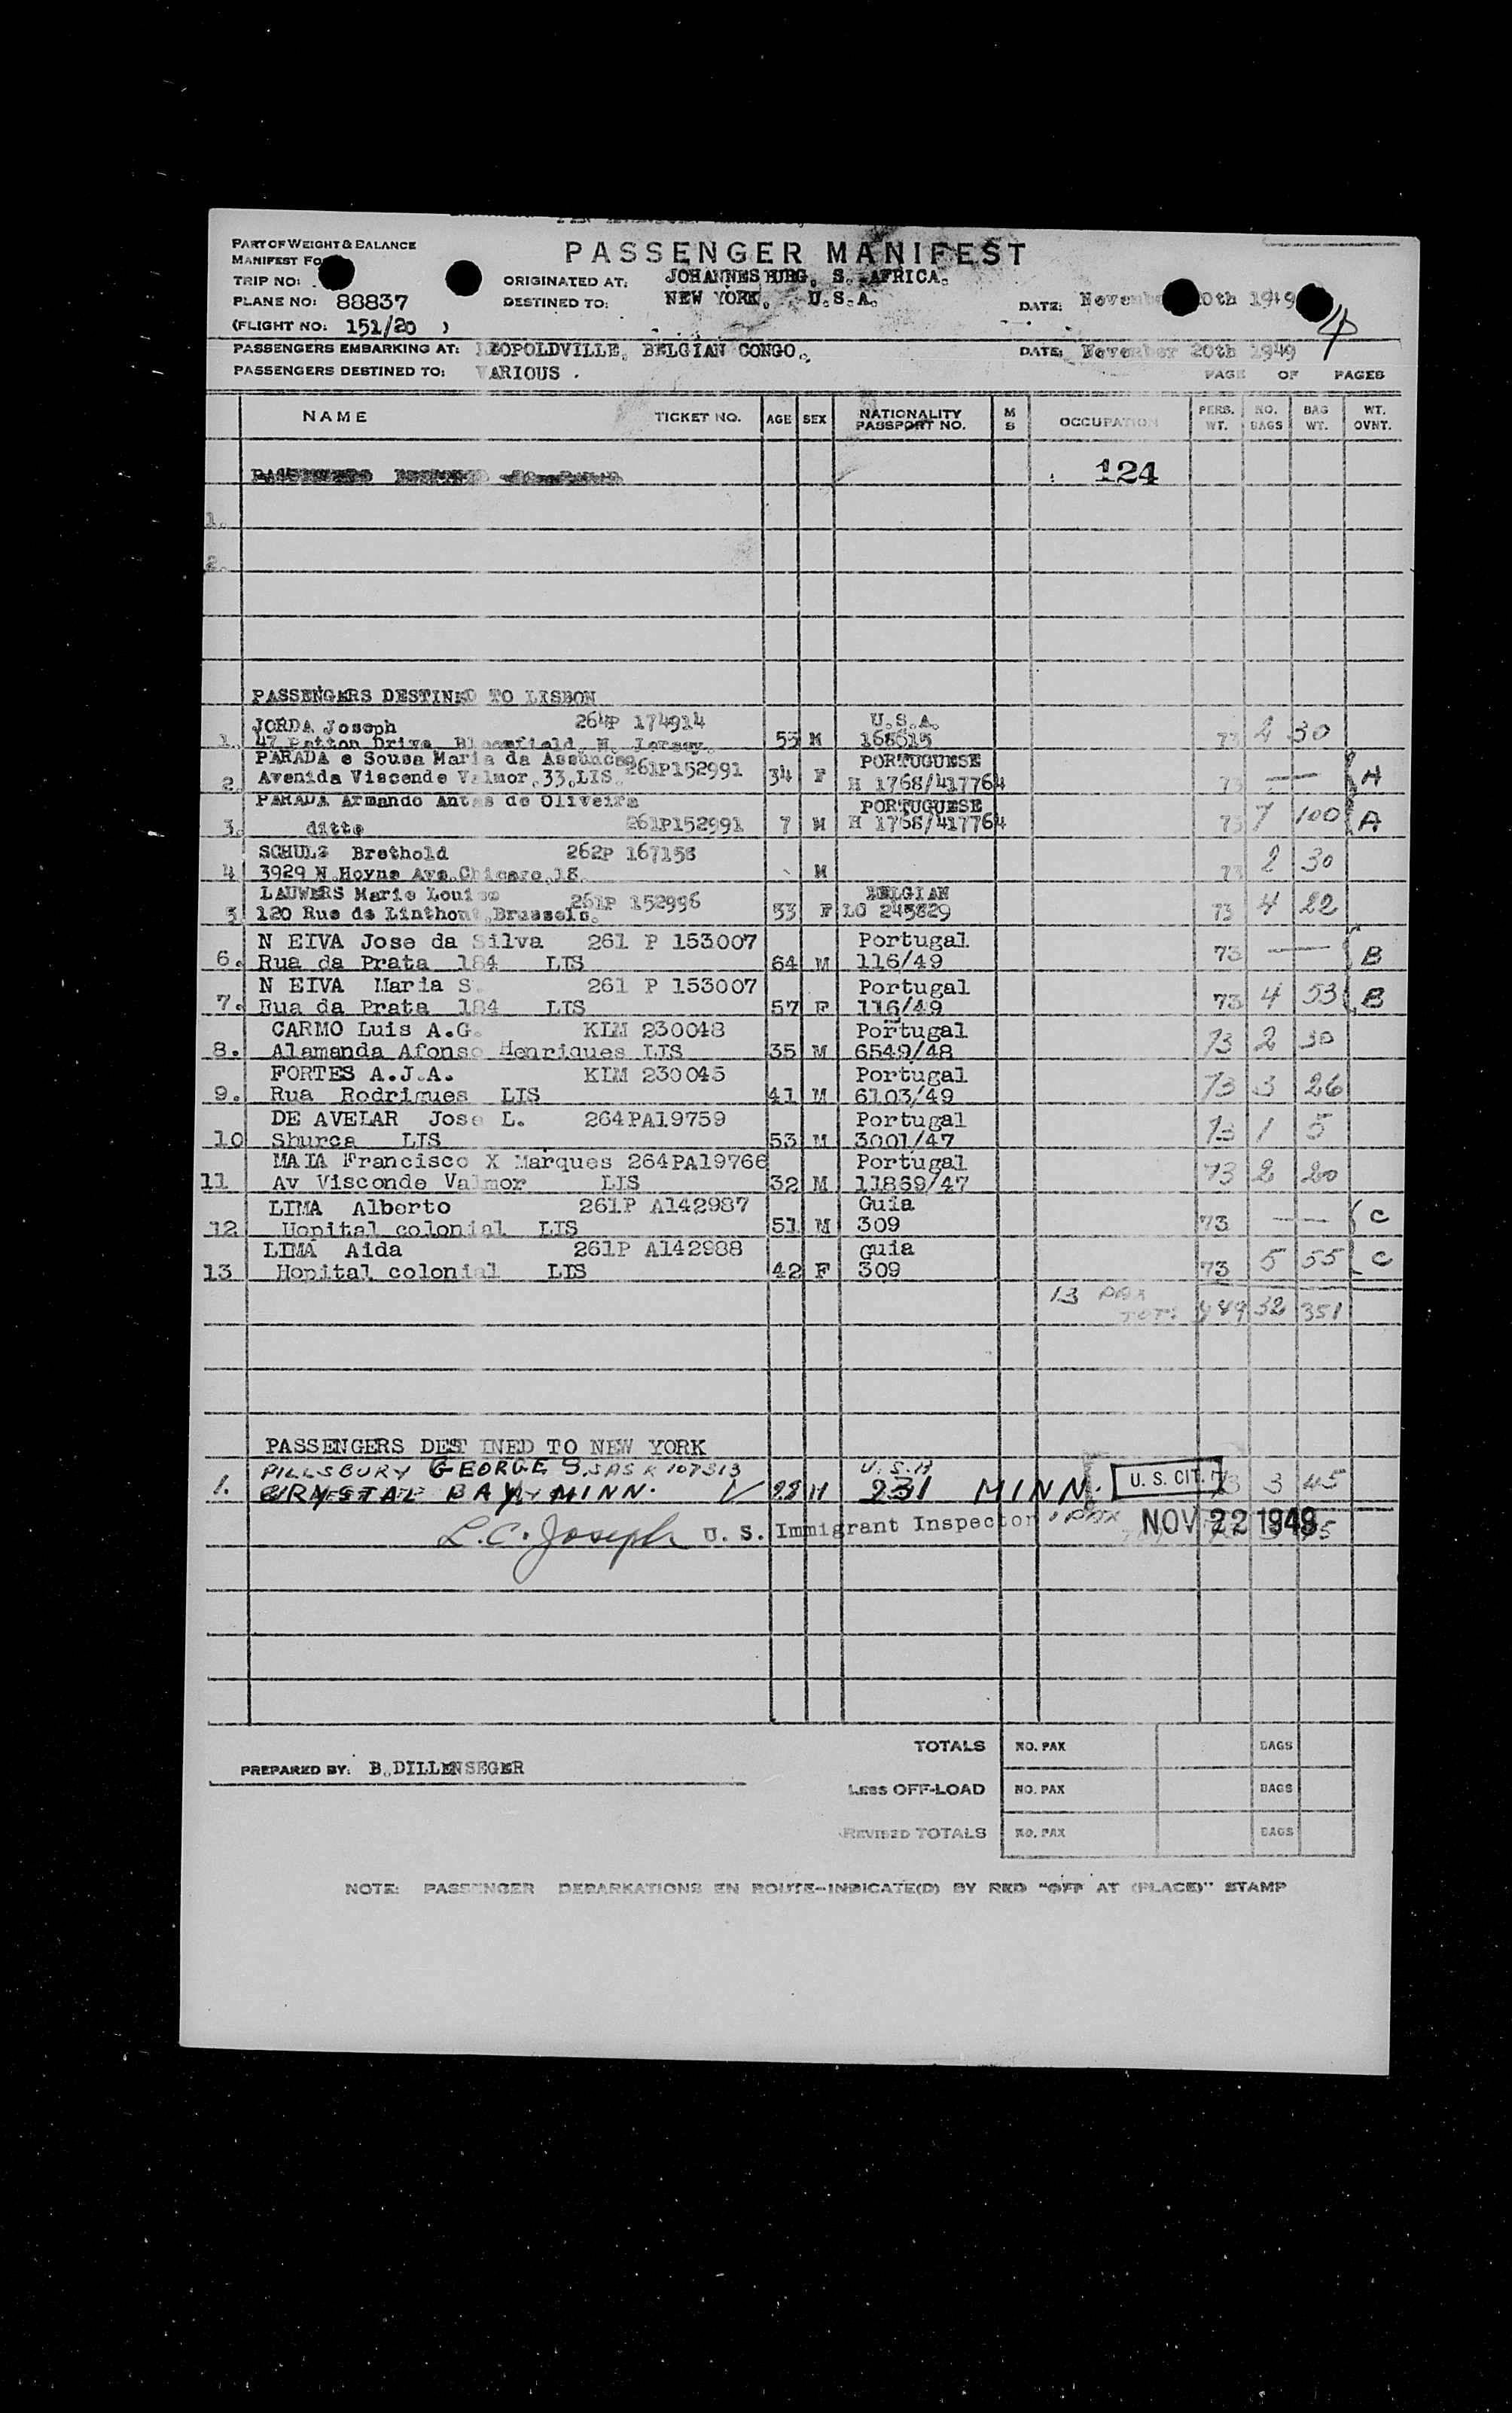 PART OF WEIGHT & BALANCE
MANIFEST
PASSENGER MANIFEST
TRIP NO:
ORIGINATED AT: JOHANNESBURG, S. AFRICA.
PLANE NO: 88837
DESTINED TO: NEW YORK, U.S.A.
DATE: 1949
(FLIGHT NO: 151/20 )
PASSENGERS EMBARKING AT: LEOPOLDVILLE, BELGIAN CONGO.,
DATE: November 20th 1949
PASSENGERS DESTINED TO: VARIOUS .
PAGE OF PAGES
NAME TICKET NO. AGE SEX NATIONALITY PASSPORT NO. M S OCCUPATION PERS. WT. NO. BAGS BAG WT. WT. OVNT.
124
1.
2.
PASSENGERS DESTINED TO LISBON
JORDA Joseph 264P 174914 U.S.A.
1. 47 Patton Drive Bloomfield N. Jersey. M 73 4 30
PARADA e Sousa Maria da 261P152991 PORTUGUESE
2. Avenida Viscende Valmor,33,LIS 34 F H 1768/417764 73 — A
PARADA Armando Antas de Oliveira PORTUGUESE
3. ditto 261P152991 7 M H 1768/417764 73 7 100 A
Brethold 262P 167158 2 30
4 3929 N.Hoyne Ave.Chicago,18. M 73
LAUWERS Marie Louise 261P 152996 BELGIAN
5 120 Rue de Linthout,Brussels. F LO 73 4 22
N EIVA Jose da Silva 261 P 153007 Portugal
6. Rua da Prata 184 LIS 64 M 116/49 73 — B
N EIVA Maria S. 261 P 153007 Portugal
7. Rua da Prata 184 LIS 57 F 116/49 73 4 53 B
CARMO Luis A.G. KLM 230048 Portugal
8. Alamanda Afonso Henriques LIS 35 M 6549/48 73 2 30
FORTES A.J.A. KLM 230045 Portugal
9. Rua Rodrigues LIS 41 M 6103/49 73 3 26
DE AVELAR Jose L. 264PA19759 Portugal
10 Sburca LIS 53 M 3001/47 73 1 5
MAIA Francisco X Marques 264PA19766 Portugal
11 Av Visconde Valmor LIS 32 M 11869/47 73 2 20
LIMA Alberto 261P A142987 Guia
12 Hopital colonial LIS 51 M 309 73 — C
LIMA Aida 261P A142988 Guia
13 Hopital colonial LIS 42 F 309 73 5 55 C
13 PAX
949 32 351
PASSENGERS DEST INED TO NEW YORK
PILLSBURY GEORGE S. U.S.A
1. CRYSTAL BAY, MINN. 28 M 231 MINN. U. S. CIT. 73 3 45
L.C. Joseph U. S. Immigrant Inspector PAX NOV 22 1949
TOTALS NO. PAX BAGS
PREPARED BY: B.DILLENSEGER
LESS OFF-LOAD NO. PAX BAGS
REVISED TOTALS NO. PAX BAGS
NOTE: PASSENGER DEBARKATIONS EN ROUTE—INDICATE(D) BY RED "OFF AT (PLACE)" STAMP